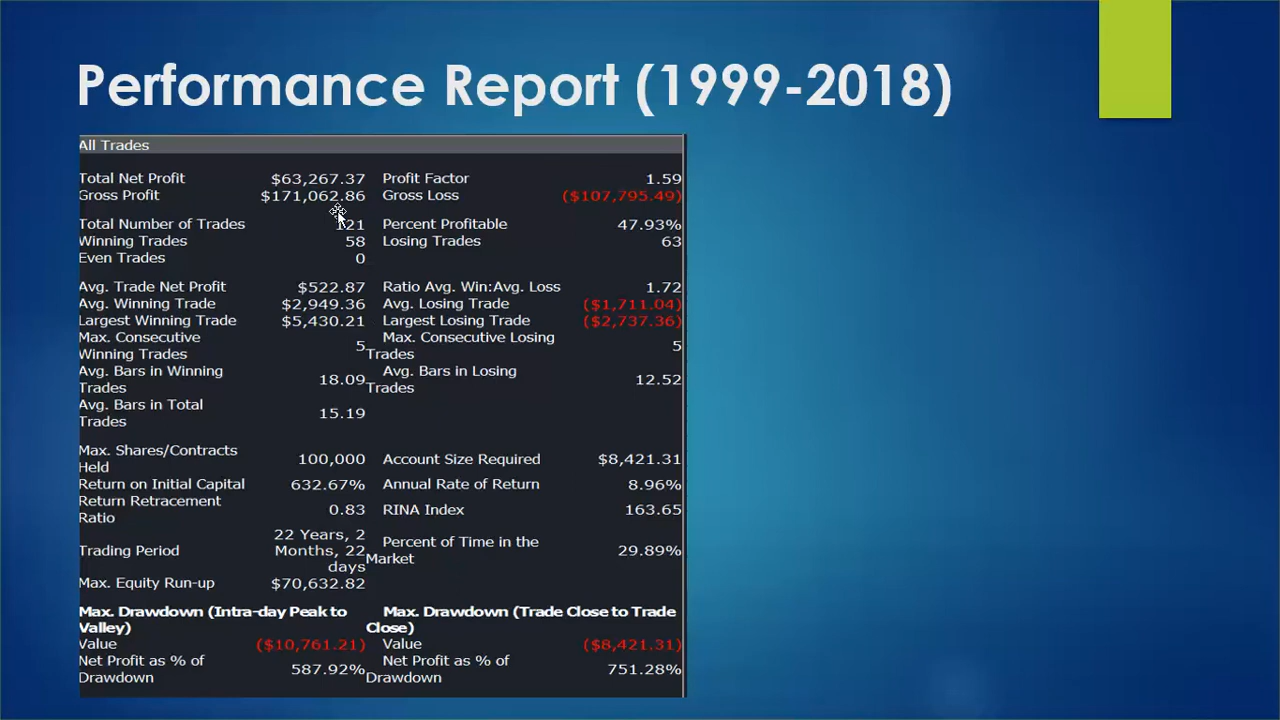 Performance Report (1999-2018)
All Trades
Total Net Profit $63,267.37 Profit Factor 1.59
Gross Profit $171,062.86 Gross Loss ($107,795.49)
Total Number of Trades 121 Percent Profitable 47.93%
Winning Trades 58 Losing Trades 63
Even Trades 0
Avg. Trade Net Profit $522.87 Ratio Avg. Win:Avg. Loss 1.72
Avg. Winning Trade $2,949.36 Avg. Losing Trade ($1,711.04)
Largest Winning Trade $5,430.21 Largest Losing Trade ($2,737.36)
Max. Consecutive
Winning Trades 5 Max. Consecutive Losing
Trades 5
Avg. Bars in Winning
Trades 18.09 Avg. Bars in Losing
Trades 12.52
Avg. Bars in Total
Trades 15.19
Max. Shares/Contracts
Held 100,000 Account Size Required $8,421.31
Return on Initial Capital 632.67% Annual Rate of Return 8.96%
Return Retracement
Ratio 0.83 RINA Index 163.65
Trading Period 22 Years, 2
Months, 22
days Percent of Time in the
Market 29.89%
Max. Equity Run-up $70,632.82
Max. Drawdown (Intra-day Peak to
Valley) Max. Drawdown (Trade Close to Trade
Close)
Value ($10,761.21) Value ($8,421.31)
Net Profit as % of
Drawdown 587.92% Net Profit as % of
Drawdown 751.28%